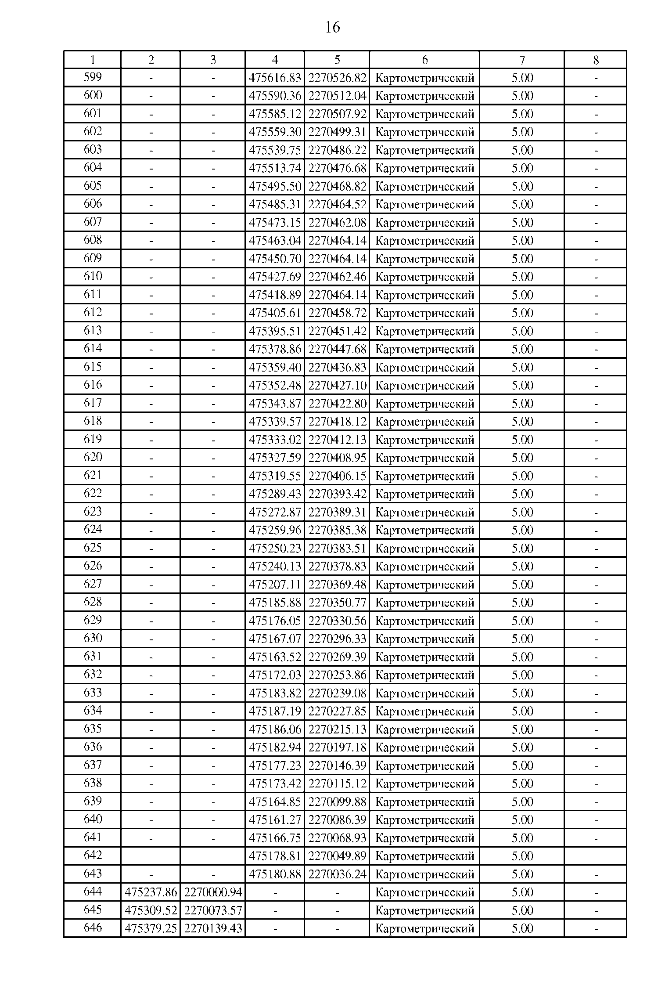 16
1 2 3 4 5 6 7 8
599 - - 475616.83 2270526.82 Картометрический 5.00 -
600 - - 475590.36 2270512.04 Картометрический 5.00 -
601 - - 475585.12 2270507.92 Картометрический 5.00 -
602 - - 475559.30 2270499.31 Картометрический 5.00 -
603 - - 475539.75 2270486.22 Картометрический 5.00 -
604 - - 475513.74 2270476.68 Картометрический 5.00 -
605 - - 475495.50 2270468.82 Картометрический 5.00 -
606 - - 475485.31 2270464.52 Картометрический 5.00 -
607 - - 475473.15 2270462.08 Картометрический 5.00 -
608 - - 475463.04 2270464.14 Картометрический 5.00 -
609 - - 475450.70 2270464.14 Картометрический 5.00 -
610 - - 475427.69 2270462.46 Картометрический 5.00 -
611 - - 475418.89 2270464.14 Картометрический 5.00 -
612 - - 475405.61 2270458.72 Картометрический 5.00 -
613 - - 475395.51 2270451.42 Картометрический 5.00 -
614 - - 475378.86 2270447.68 Картометрический 5.00 -
615 - - 475359.40 2270436.83 Картометрический 5.00 -
616 - - 475352.48 2270427.10 Картометрический 5.00 -
617 - - 475343.87 2270422.80 Картометрический 5.00 -
618 - - 475339.57 2270418.12 Картометрический 5.00 -
619 - - 475333.02 2270412.13 Картометрический 5.00 -
620 - - 475327.59 2270408.95 Картометрический 5.00 -
621 - - 475319.55 2270406.15 Картометрический 5.00 -
622 - - 475289.43 2270393.42 Картометрический 5.00 -
623 - - 475272.87 2270389.31 Картометрический 5.00 -
624 - - 475259.96 2270385.38 Картометрический 5.00 -
625 - - 475250.23 2270383.51 Картометрический 5.00 -
626 - - 475240.13 2270378.83 Картометрический 5.00 -
627 - - 475207.11 2270369.48 Картометрический 5.00 -
628 - - 475185.88 2270350.77 Картометрический 5.00 -
629 - - 475176.05 2270330.56 Картометрический 5.00 -
630 - - 475167.07 2270296.33 Картометрический 5.00 -
631 - - 475163.52 2270269.39 Картометрический 5.00 -
632 - - 475172.03 2270253.86 Картометрический 5.00 -
633 - - 475183.82 2270239.08 Картометрический 5.00 -
634 - - 475187.19 2270227.85 Картометрический 5.00 -
635 - - 475186.06 2270215.13 Картометрический 5.00 -
636 - - 475182.94 2270197.18 Картометрический 5.00 -
637 - - 475177.23 2270146.39 Картометрический 5.00 -
638 - - 475173.42 2270115.12 Картометрический 5.00 -
639 - - 475164.85 2270099.88 Картометрический 5.00 -
640 - - 475161.27 2270086.39 Картометрический 5.00 -
641 - - 475166.75 2270068.93 Картометрический 5.00 -
642 - - 475178.81 2270049.89 Картометрический 5.00 -
643 - - 475180.88 2270036.24 Картометрический 5.00 -
644 475237.86 2270000.94 - - Картометрический 5.00 -
645 475309.52 2270073.57 - - Картометрический 5.00 -
646 475379.25 2270139.43 - - Картометрический 5.00 -